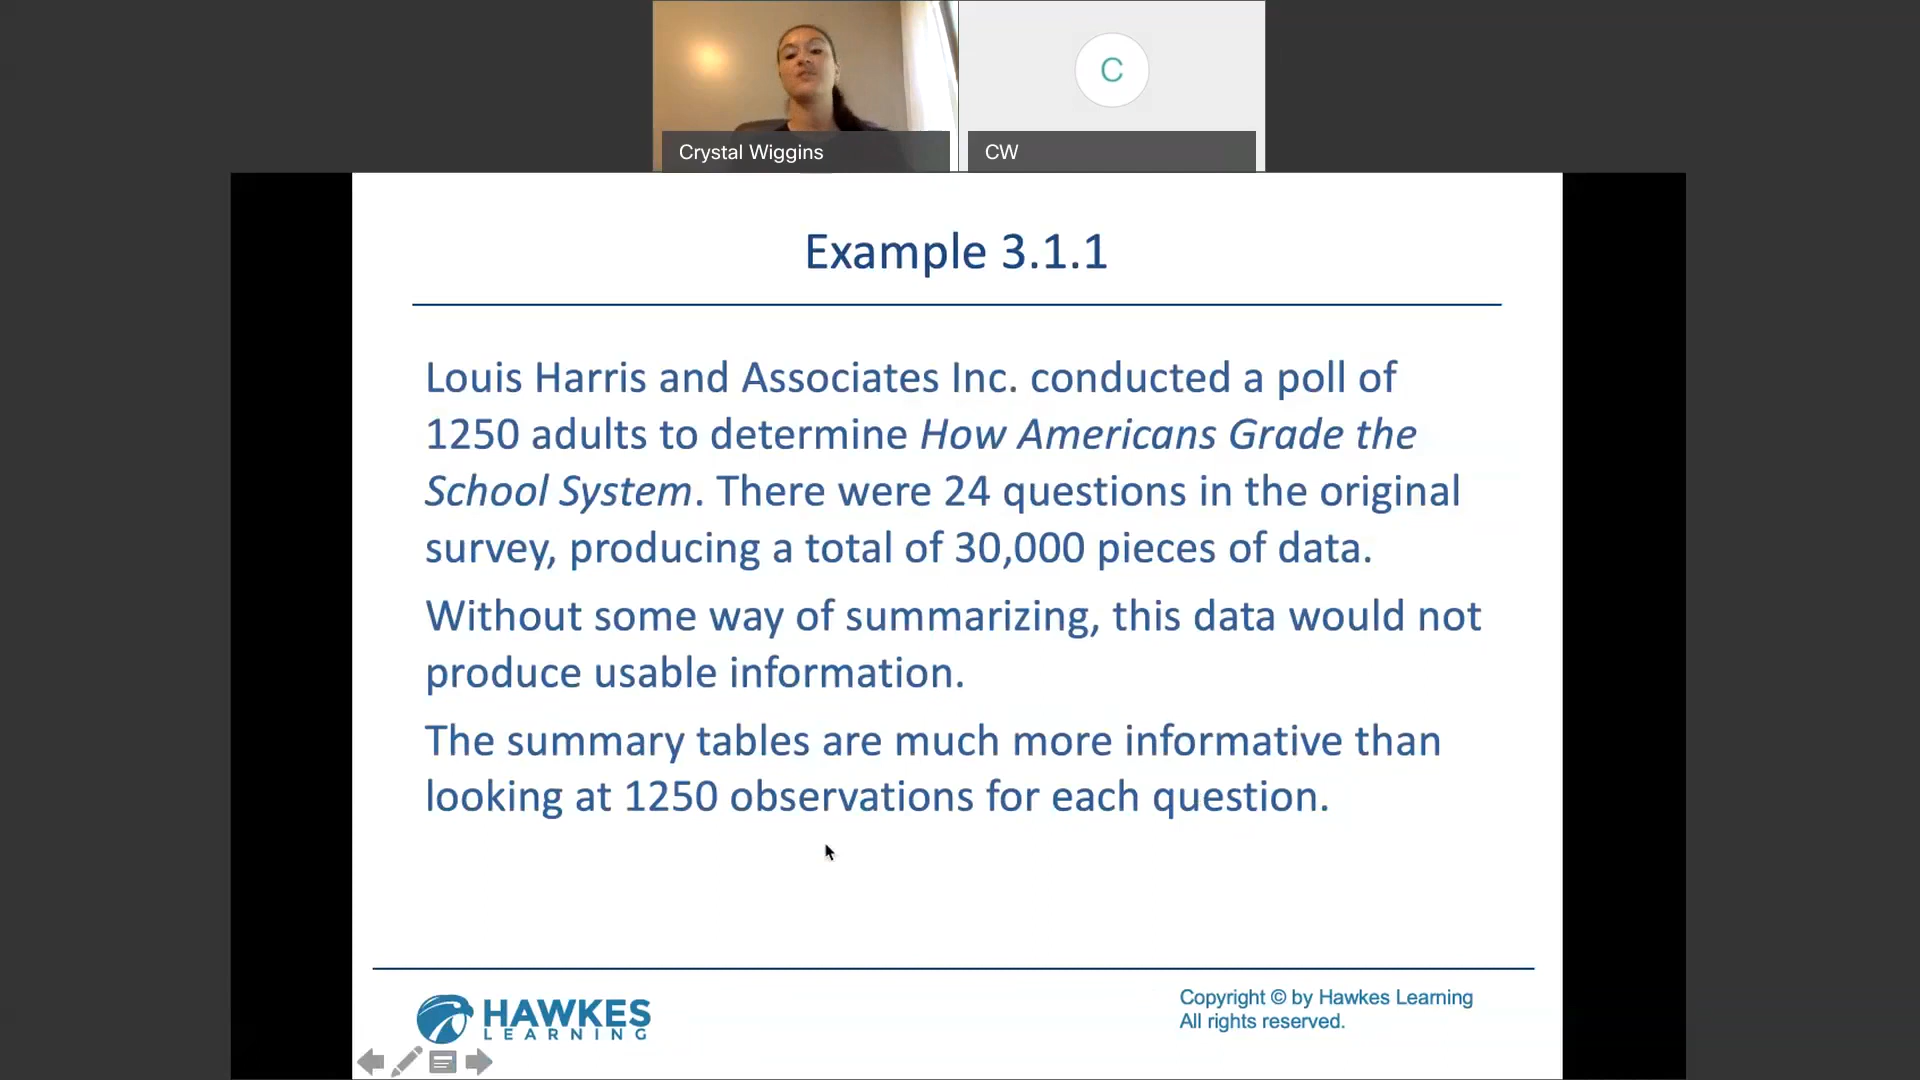 C
Crystal Wiggins
CW
Example 3.1.1
Louis Harris and Associates Inc. conducted a poll of
1250 adults to determine How Americans Grade the
School System. There were 24 questions in the original
survey, producing a total of 30,000 pieces of data.
Without some way of summarizing, this data would not
produce usable information.
The summary tables are much more informative than
looking at 1250 observations for each question.
HAWKES
LEARNING
Copyright © by Hawkes Learning
All rights reserved.